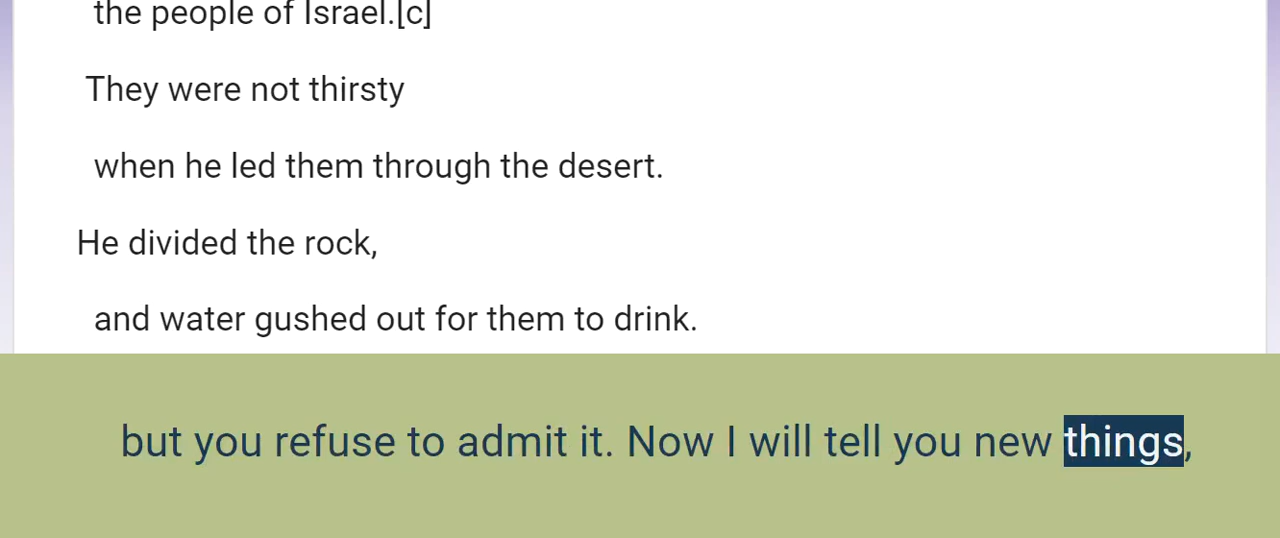 the people of Israel.[c]
They were not thirsty
when he led them through the desert.
He divided the rock,
and water gushed out for them to drink.
but you refuse to admit it. Now I will tell you new things,